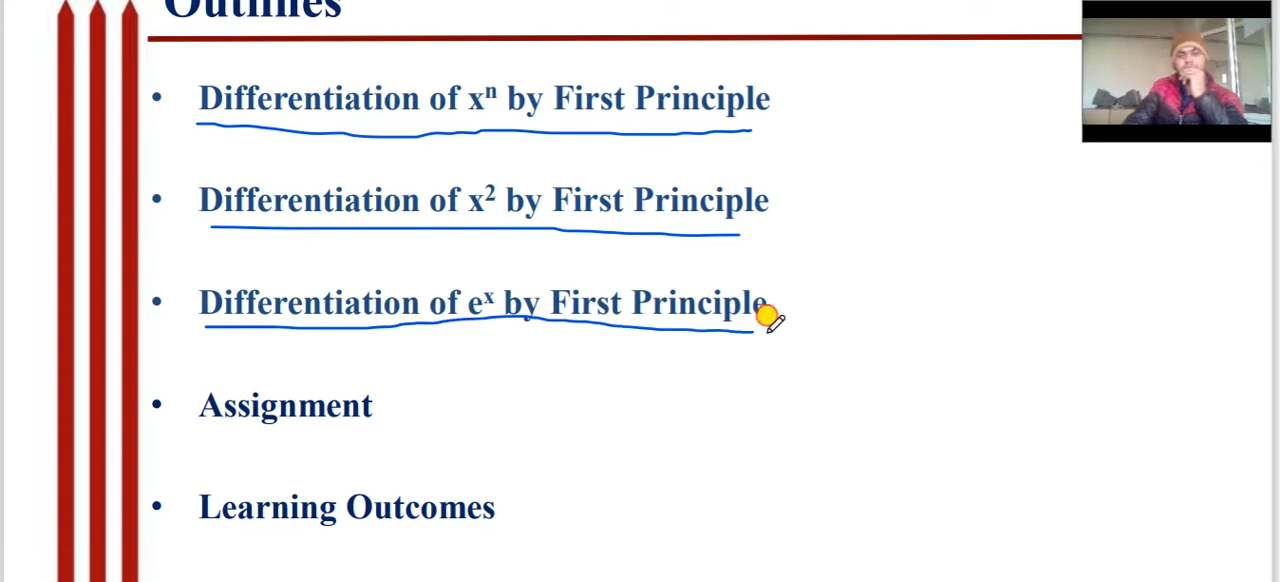 Outlines
• Differentiation of xⁿ by First Principle
• Differentiation of x² by First Principle
• Differentiation of eˣ by First Principle
• Assignment
• Learning Outcomes